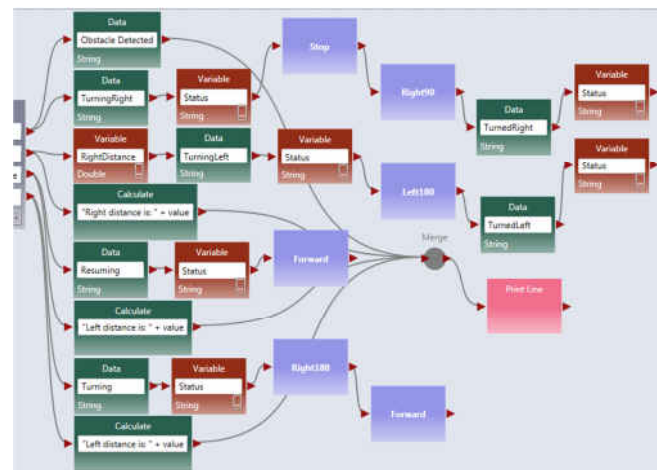 Data
Obstacle Detected
String
Stop
Data
TurningRight
String
Variable
Status
String
Right90
Data
TurnedRight
String
Variable
Status
String
Variable
RightDistance
Double
Data
TurningLeft
String
Variable
Status
String
Left180
Data
TurnedLeft
String
Variable
Status
String
Calculate
"Right distance is: " + value
Data
Resuming
String
Variable
Status
String
Forward
Merge
Print Line
Calculate
"Left distance is: " + value
Data
Turning
String
Variable
Status
String
Right180
Forward
Calculate
"Left distance is: " + value